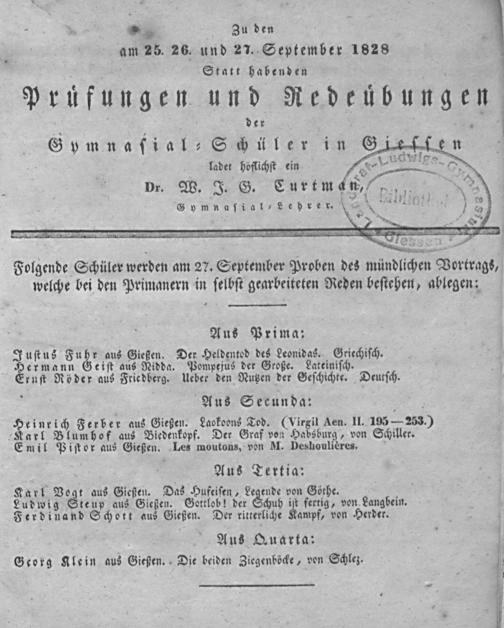 Zu den
am 25. 26. und 27. September 1828
Statt habenden
Prüfungen und Redeübungen
der
Gymnasial-Schüler in Giessen
ladet höflichst ein
Dr. W. J. G. Curtman,
Gymnasial-Lehrer.
Landgraf-Ludwigs-Gymnasium
Bibliothek
Giessen
Folgende Schüler werden am 27. September Proben des mündlichen Vortrags,
welche bei den Primanern in selbst gearbeiteten Reden bestehen, ablegen:
Aus Prima:
Justus Fuhr aus Gießen. Der Heldentod des Leonidas. Griechisch.
Hermann Geist aus Nidda. Pompejus der Große. Lateinisch.
Ernst Röder aus Friedberg. Ueber den Nutzen der Geschichte. Deutsch.
Aus Secunda:
Heinrich Ferber aus Gießen. Laokoons Tod. (Virgil Aen. II. 195—253.)
Karl Blumhof aus Biedenkopf. Der Graf von Habsburg, von Schiller.
Emil Pistor aus Gießen. Les moutons, von M. Deshoulières.
Aus Tertia:
Karl Vogt aus Gießen. Das Hufeisen, Legende von Göthe.
Ludwig Steup aus Gießen. Gottlob! der Schuh ist fertig, von Langbein.
Ferdinand Schott aus Gießen. Der ritterliche Kampf, von Herder.
Aus Quarta:
Georg Klein aus Gießen. Die beiden Ziegenböcke, von Schlez.